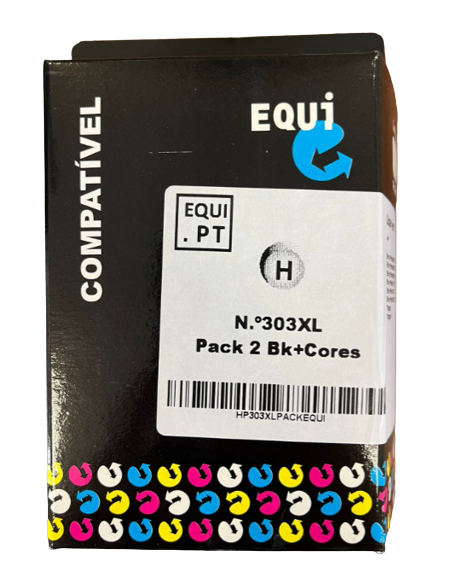 COMPATÍVEL
EQUi
EQUI
.PT
H
N.º303XL
Pack 2 Bk+Cores
HP303XLPACKEQUI